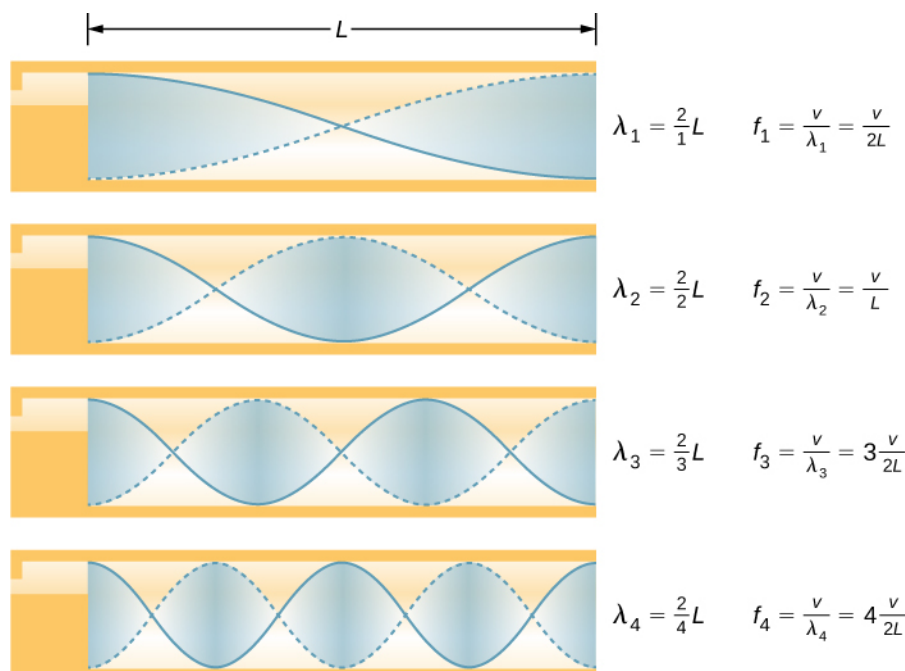 L
λ₁ = 2/1 L    f₁ = v/λ₁ = v/2L
λ₂ = 2/2 L    f₂ = v/λ₂ = v/L
λ₃ = 2/3 L    f₃ = v/λ₃ = 3 v/2L
λ₄ = 2/4 L    f₄ = v/λ₄ = 4 v/2L